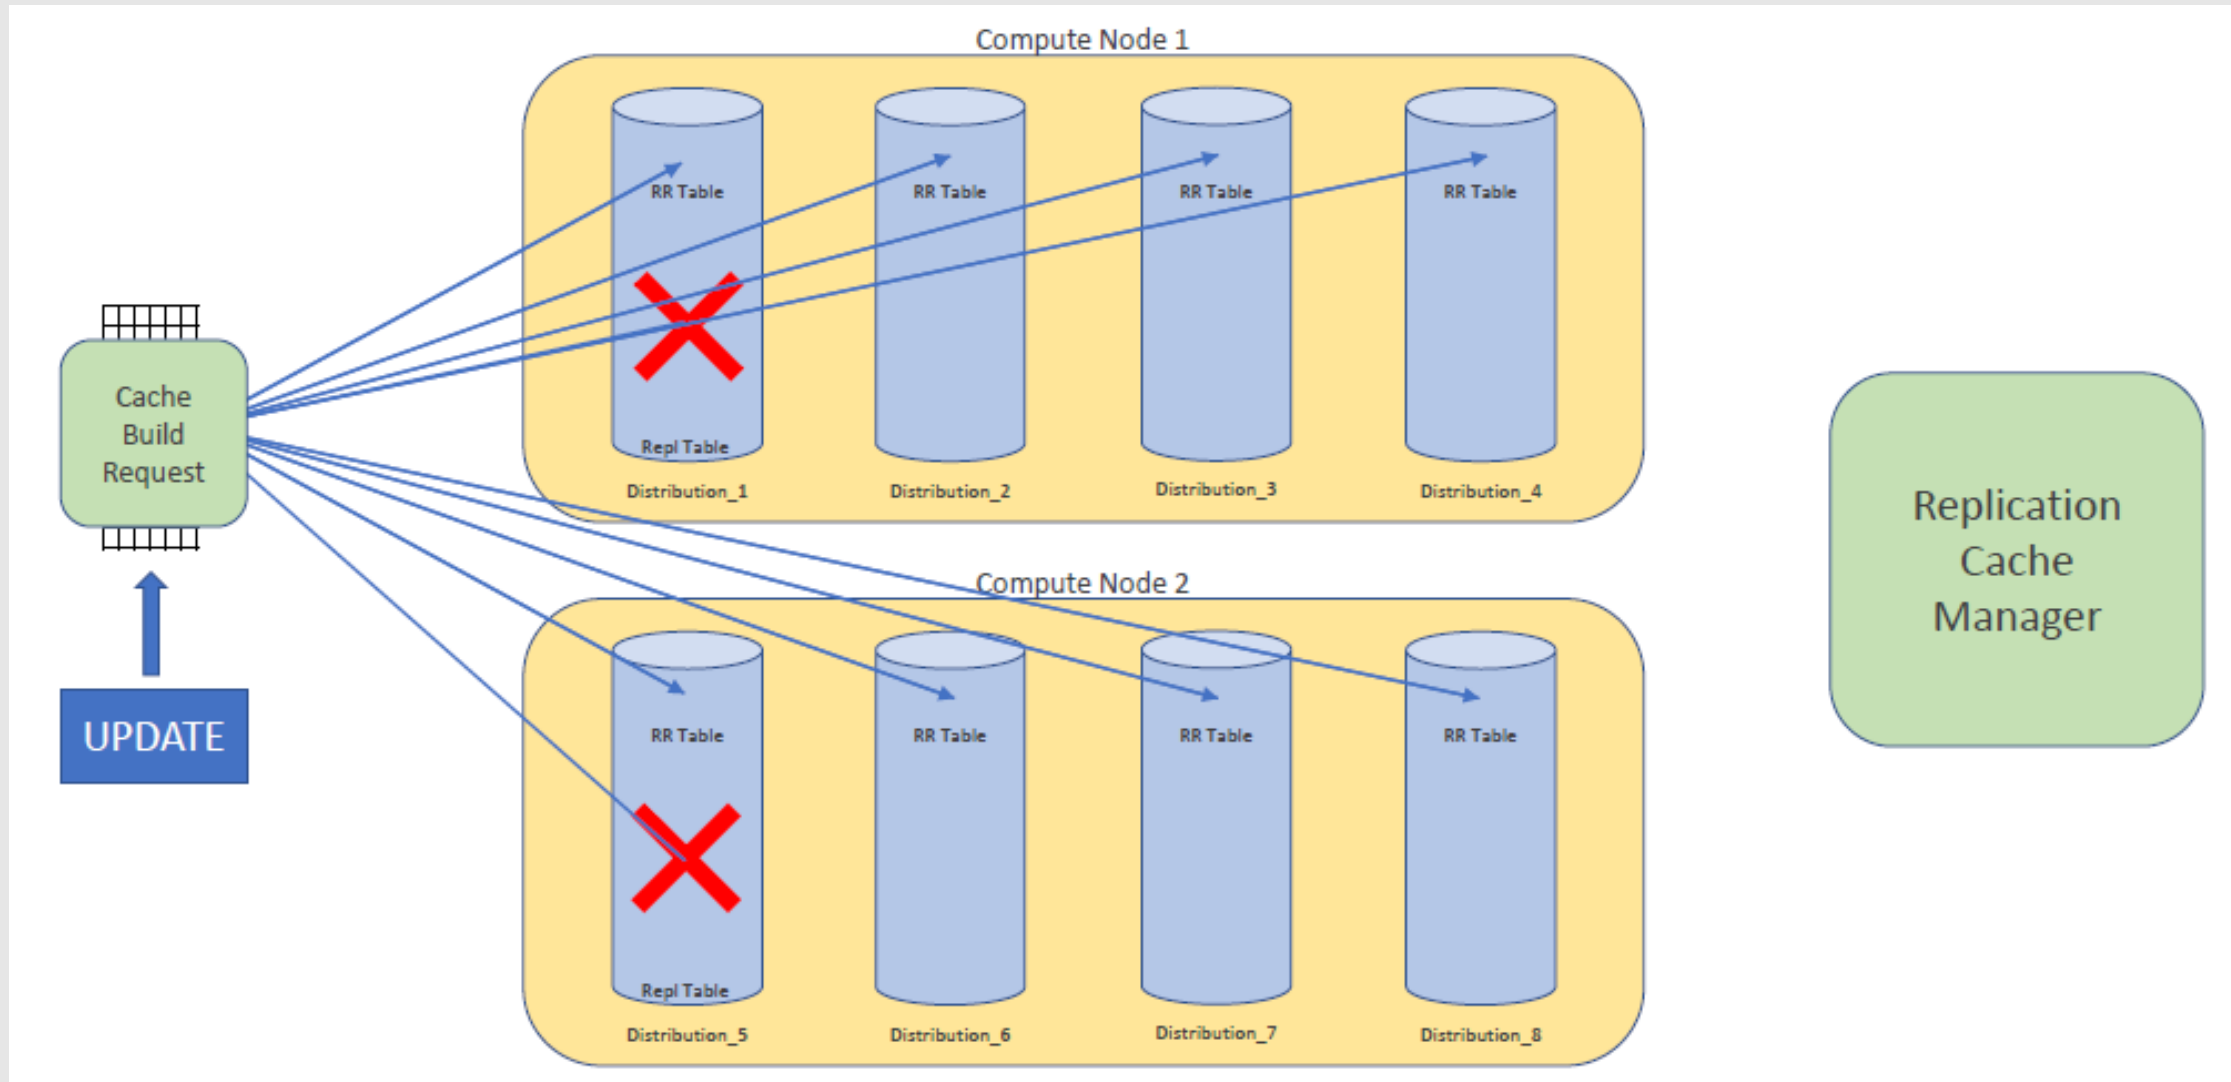 Compute Node 1
RR Table
RR Table
RR Table
RR Table
Repl Table
Distribution_1
Distribution_2
Distribution_3
Distribution_4
Cache
Build
Request
UPDATE
Compute Node 2
RR Table
RR Table
RR Table
RR Table
Repl Table
Distribution_5
Distribution_6
Distribution_7
Distribution_8
Replication
Cache
Manager